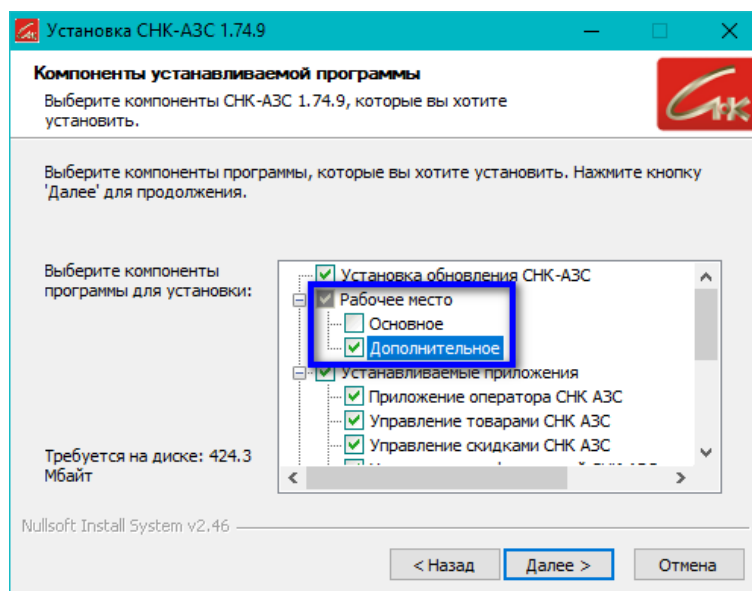 Установка СНК-АЗС 1.74.9
Компоненты устанавливаемой программы
Выберите компоненты СНК-АЗС 1.74.9, которые вы хотите
установить.
Снк
Выберите компоненты программы, которые вы хотите установить. Нажмите кнопку
'Далее' для продолжения.
Выберите компоненты
программы для установки:
Установка обновления СНК-АЗС
Рабочее место
Основное
Дополнительное
Устанавливаемые приложения
Приложение оператора СНК АЗС
Управление товарами СНК АЗС
Управление скидками СНК АЗС
Требуется на диске: 424.3
Мбайт
Nullsoft Install System v2.46
< Назад
Далее >
Отмена